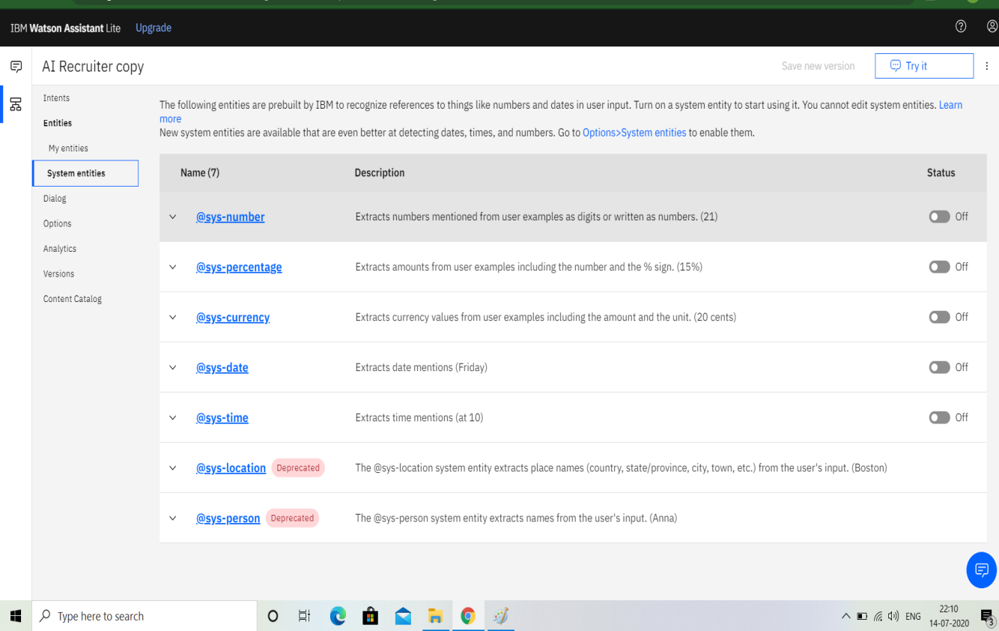 IBM Watson Assistant Lite Upgrade
AI Recruiter copy
Save new version
Try it
Intents
Entities
My entities
System entities
Dialog
Options
Analytics
Versions
Content Catalog
The following entities are prebuilt by IBM to recognize references to things like numbers and dates in user input. Turn on a system entity to start using it. You cannot edit system entities. Learn
more
New system entities are available that are even better at detecting dates, times, and numbers. Go to Options>System entities to enable them.
Name (7) Description Status
@sys-number Extracts numbers mentioned from user examples as digits or written as numbers. (21) Off
@sys-percentage Extracts amounts from user examples including the number and the % sign. (15%) Off
@sys-currency Extracts currency values from user examples including the amount and the unit. (20 cents) Off
@sys-date Extracts date mentions (Friday) Off
@sys-time Extracts time mentions (at 10) Off
@sys-location Deprecated The @sys-location system entity extracts place names (country, state/province, city, town, etc.) from the user's input. (Boston)
@sys-person Deprecated The @sys-person system entity extracts names from the user's input. (Anna)
Type here to search
ENG
22:10
14-07-2020
3